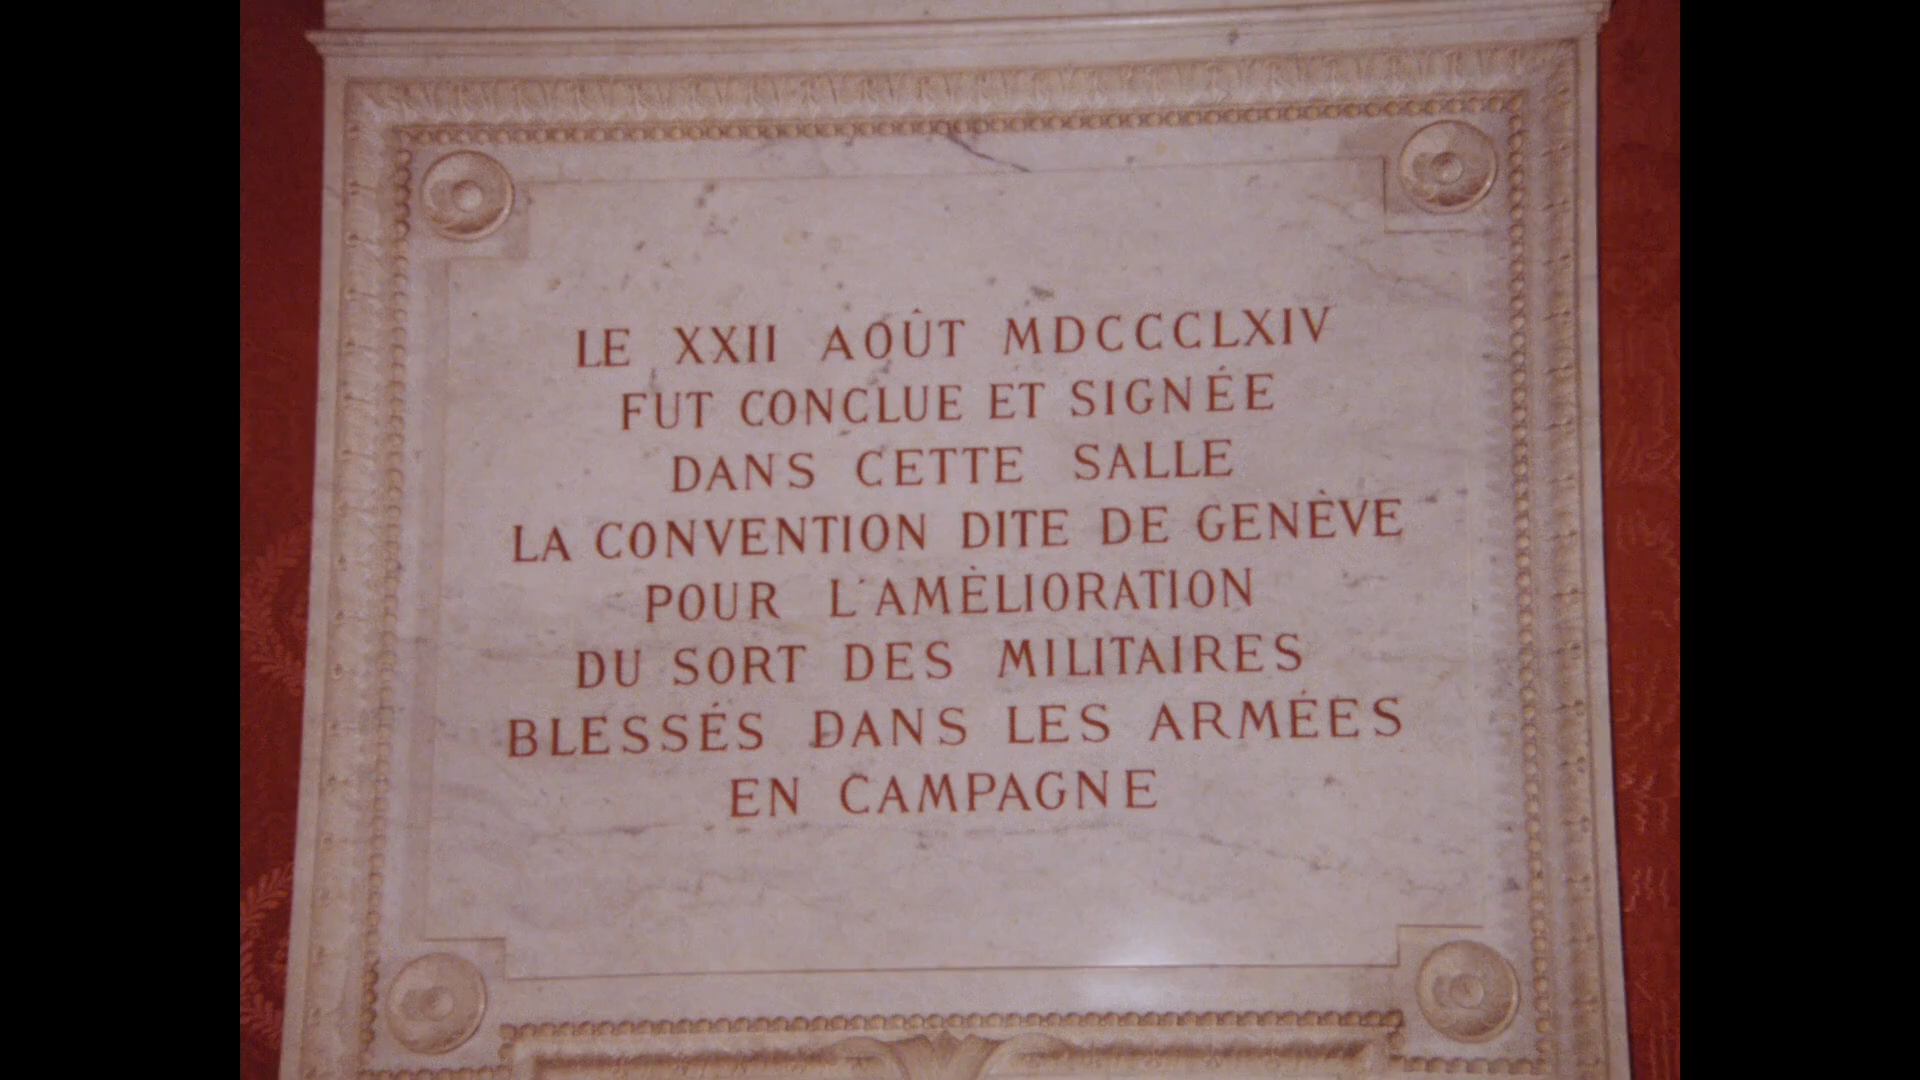 LE XXII AOÛT MDCCCLXIV
FUT CONCLUE ET SIGNÉE
DANS CETTE SALLE
LA CONVENTION DITE DE GENÈVE
POUR L'AMÉLIORATION
DU SORT DES MILITAIRES
BLESSÉS DANS LES ARMÉES
EN CAMPAGNE